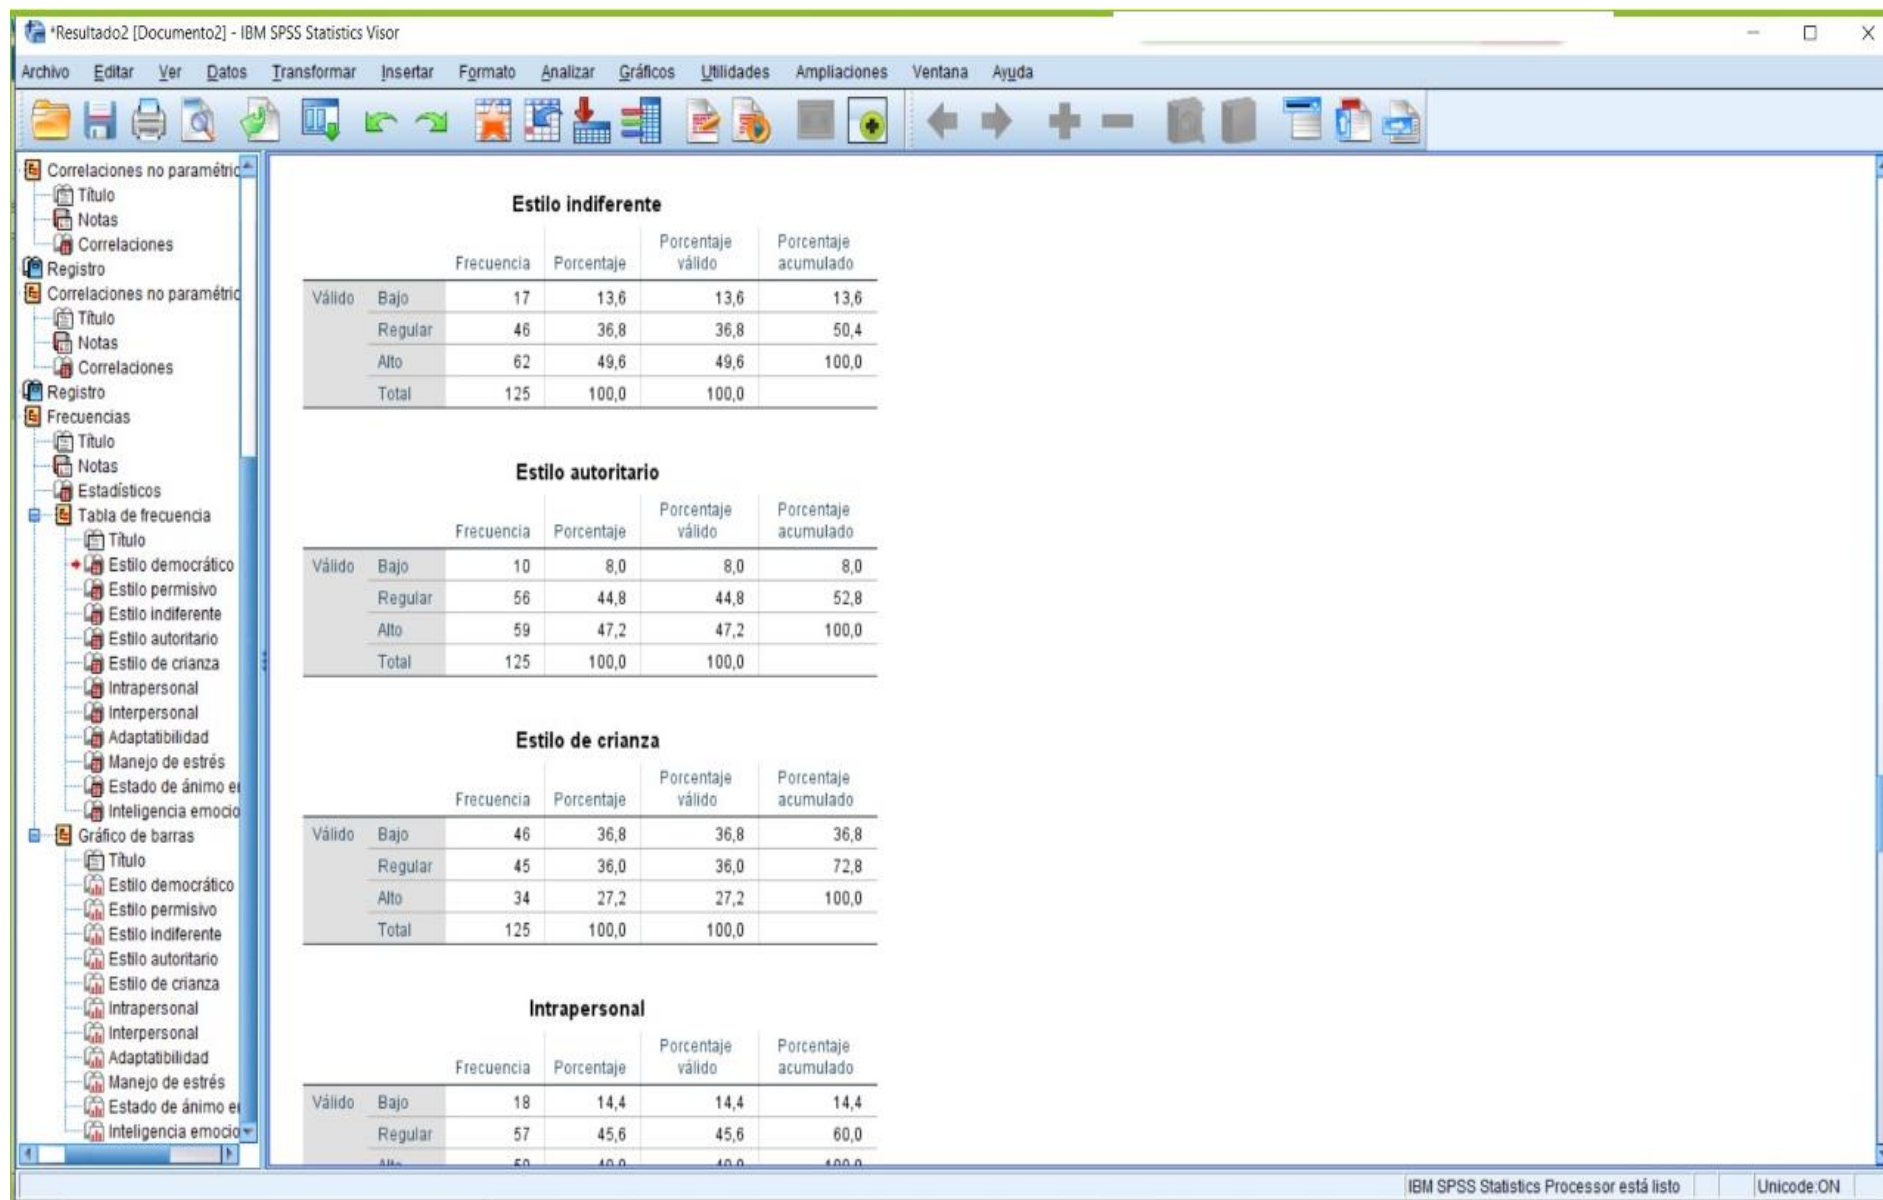 *Resultado2 [Documento2] - IBM SPSS Statistics Visor
Archivo Editar Ver Datos Transformar Insertar Formato Analizar Gráficos Utilidades Ampliaciones Ventana Ayuda
Correlaciones no paramétric
Título
Notas
Correlaciones
Registro
Correlaciones no paramétric
Título
Notas
Correlaciones
Registro
Frecuencias
Título
Notas
Estadísticos
Tabla de frecuencia
Título
Estilo democrático
Estilo permisivo
Estilo indiferente
Estilo autoritario
Estilo de crianza
Intrapersonal
Interpersonal
Adaptatibilidad
Manejo de estrés
Estado de ánimo e
Inteligencia emocio
Gráfico de barras
Título
Estilo democrático
Estilo permisivo
Estilo indiferente
Estilo autoritario
Estilo de crianza
Intrapersonal
Interpersonal
Adaptatibilidad
Manejo de estrés
Estado de ánimo e
Inteligencia emocio
Estilo indiferente
Frecuencia Porcentaje Porcentaje válido Porcentaje acumulado
Válido Bajo 17 13,6 13,6 13,6
Regular 46 36,8 36,8 50,4
Alto 62 49,6 49,6 100,0
Total 125 100,0 100,0
Estilo autoritario
Frecuencia Porcentaje Porcentaje válido Porcentaje acumulado
Válido Bajo 10 8,0 8,0 8,0
Regular 56 44,8 44,8 52,8
Alto 59 47,2 47,2 100,0
Total 125 100,0 100,0
Estilo de crianza
Frecuencia Porcentaje Porcentaje válido Porcentaje acumulado
Válido Bajo 46 36,8 36,8 36,8
Regular 45 36,0 36,0 72,8
Alto 34 27,2 27,2 100,0
Total 125 100,0 100,0
Intrapersonal
Frecuencia Porcentaje Porcentaje válido Porcentaje acumulado
Válido Bajo 18 14,4 14,4 14,4
Regular 57 45,6 45,6 60,0
IBM SPSS Statistics Processor está listo Unicode:ON